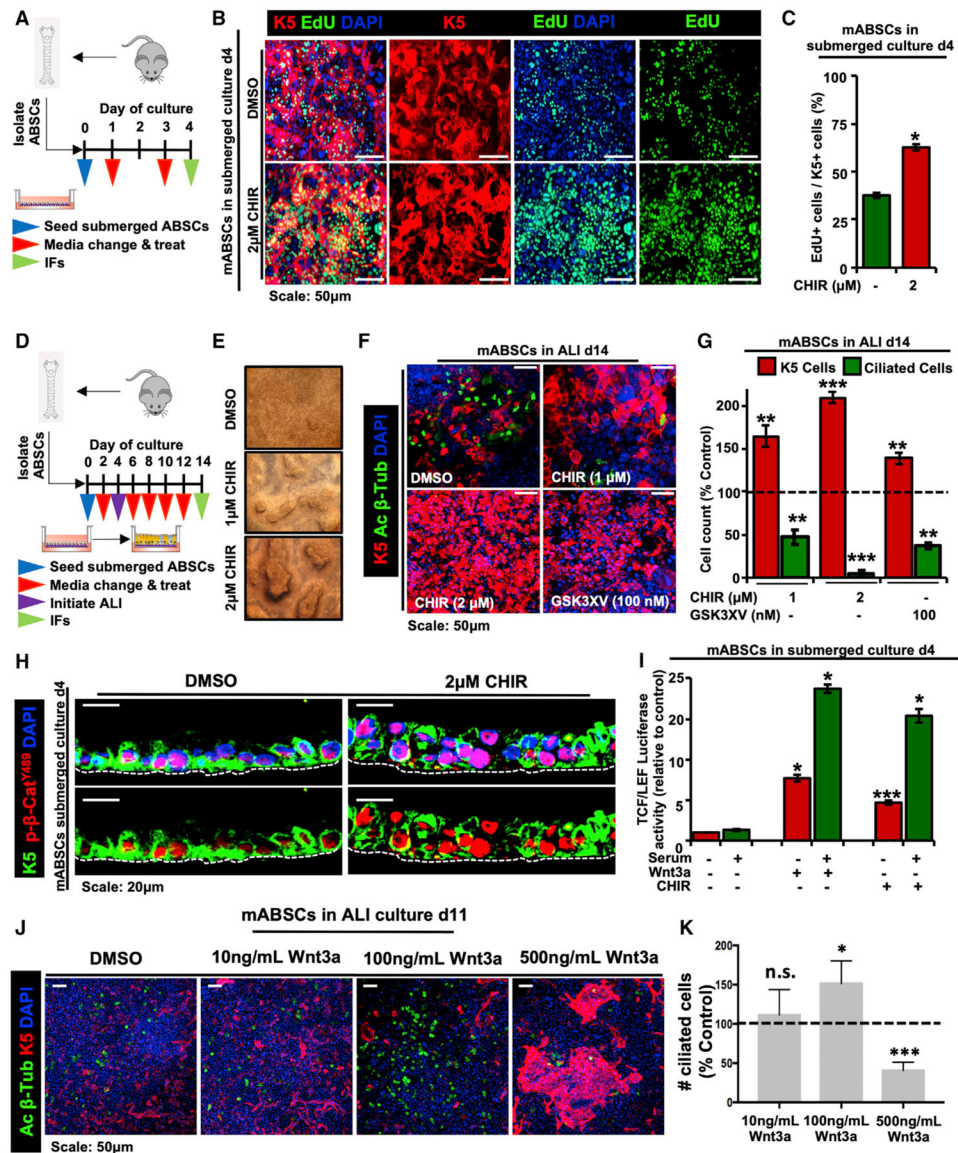 A
Isolate ABSCs
Day of culture
0 1 3 4
Seed submerged ABSCs
Media change & treat
IFs
B
mABSCs in submerged culture d4
K5 EdU DAPI
K5
EdU DAPI
EdU
DMSO
2µM CHIR
Scale: 50µm
C
mABSCs in
submerged culture d4
EdU+ cells / K5+ cells (%)
100
75
50
25
0
*
CHIR (µM) - 2
D
Isolate ABSCs
Day of culture
0 2 4 6 8 10 12 14
Seed submerged ABSCs
Media change & treat
Initiate ALI
IFs
E
DMSO
1µM CHIR
2µM CHIR
F
mABSCs in ALI d14
K5 Ac β-Tub DAPI
DMSO
CHIR (1 µM)
CHIR (2 µM)
GSK3XV (100 nM)
Scale: 50µm
G
mABSCs in ALI d14
K5 Cells
Ciliated Cells
Cell count (% Control)
200
150
100
50
0
** ** *** *** ** **
CHIR (µM) 1 2 -
GSK3XV (nM) - - 100
H
mABSCs submerged culture d4
K5 p-β-Cat^Y489 DAPI
DMSO
2µM CHIR
Scale: 20µm
I
mABSCs in submerged culture d4
TCF/LEF Luciferase
activity (relative to control)
25
20
10
5
0
* * *** *
Serum - + - + - +
Wnt3a - - + + - -
CHIR - - - - + +
J
mABSCs in ALI culture d11
Ac β-Tub K5 DAPI
DMSO
10ng/mL Wnt3a
100ng/mL Wnt3a
500ng/mL Wnt3a
Scale: 50µm
K
# ciliated cells
(% Control)
200
150
100
50
0
n.s. * ***
10ng/mL 100ng/mL 500ng/mL
Wnt3a Wnt3a Wnt3a